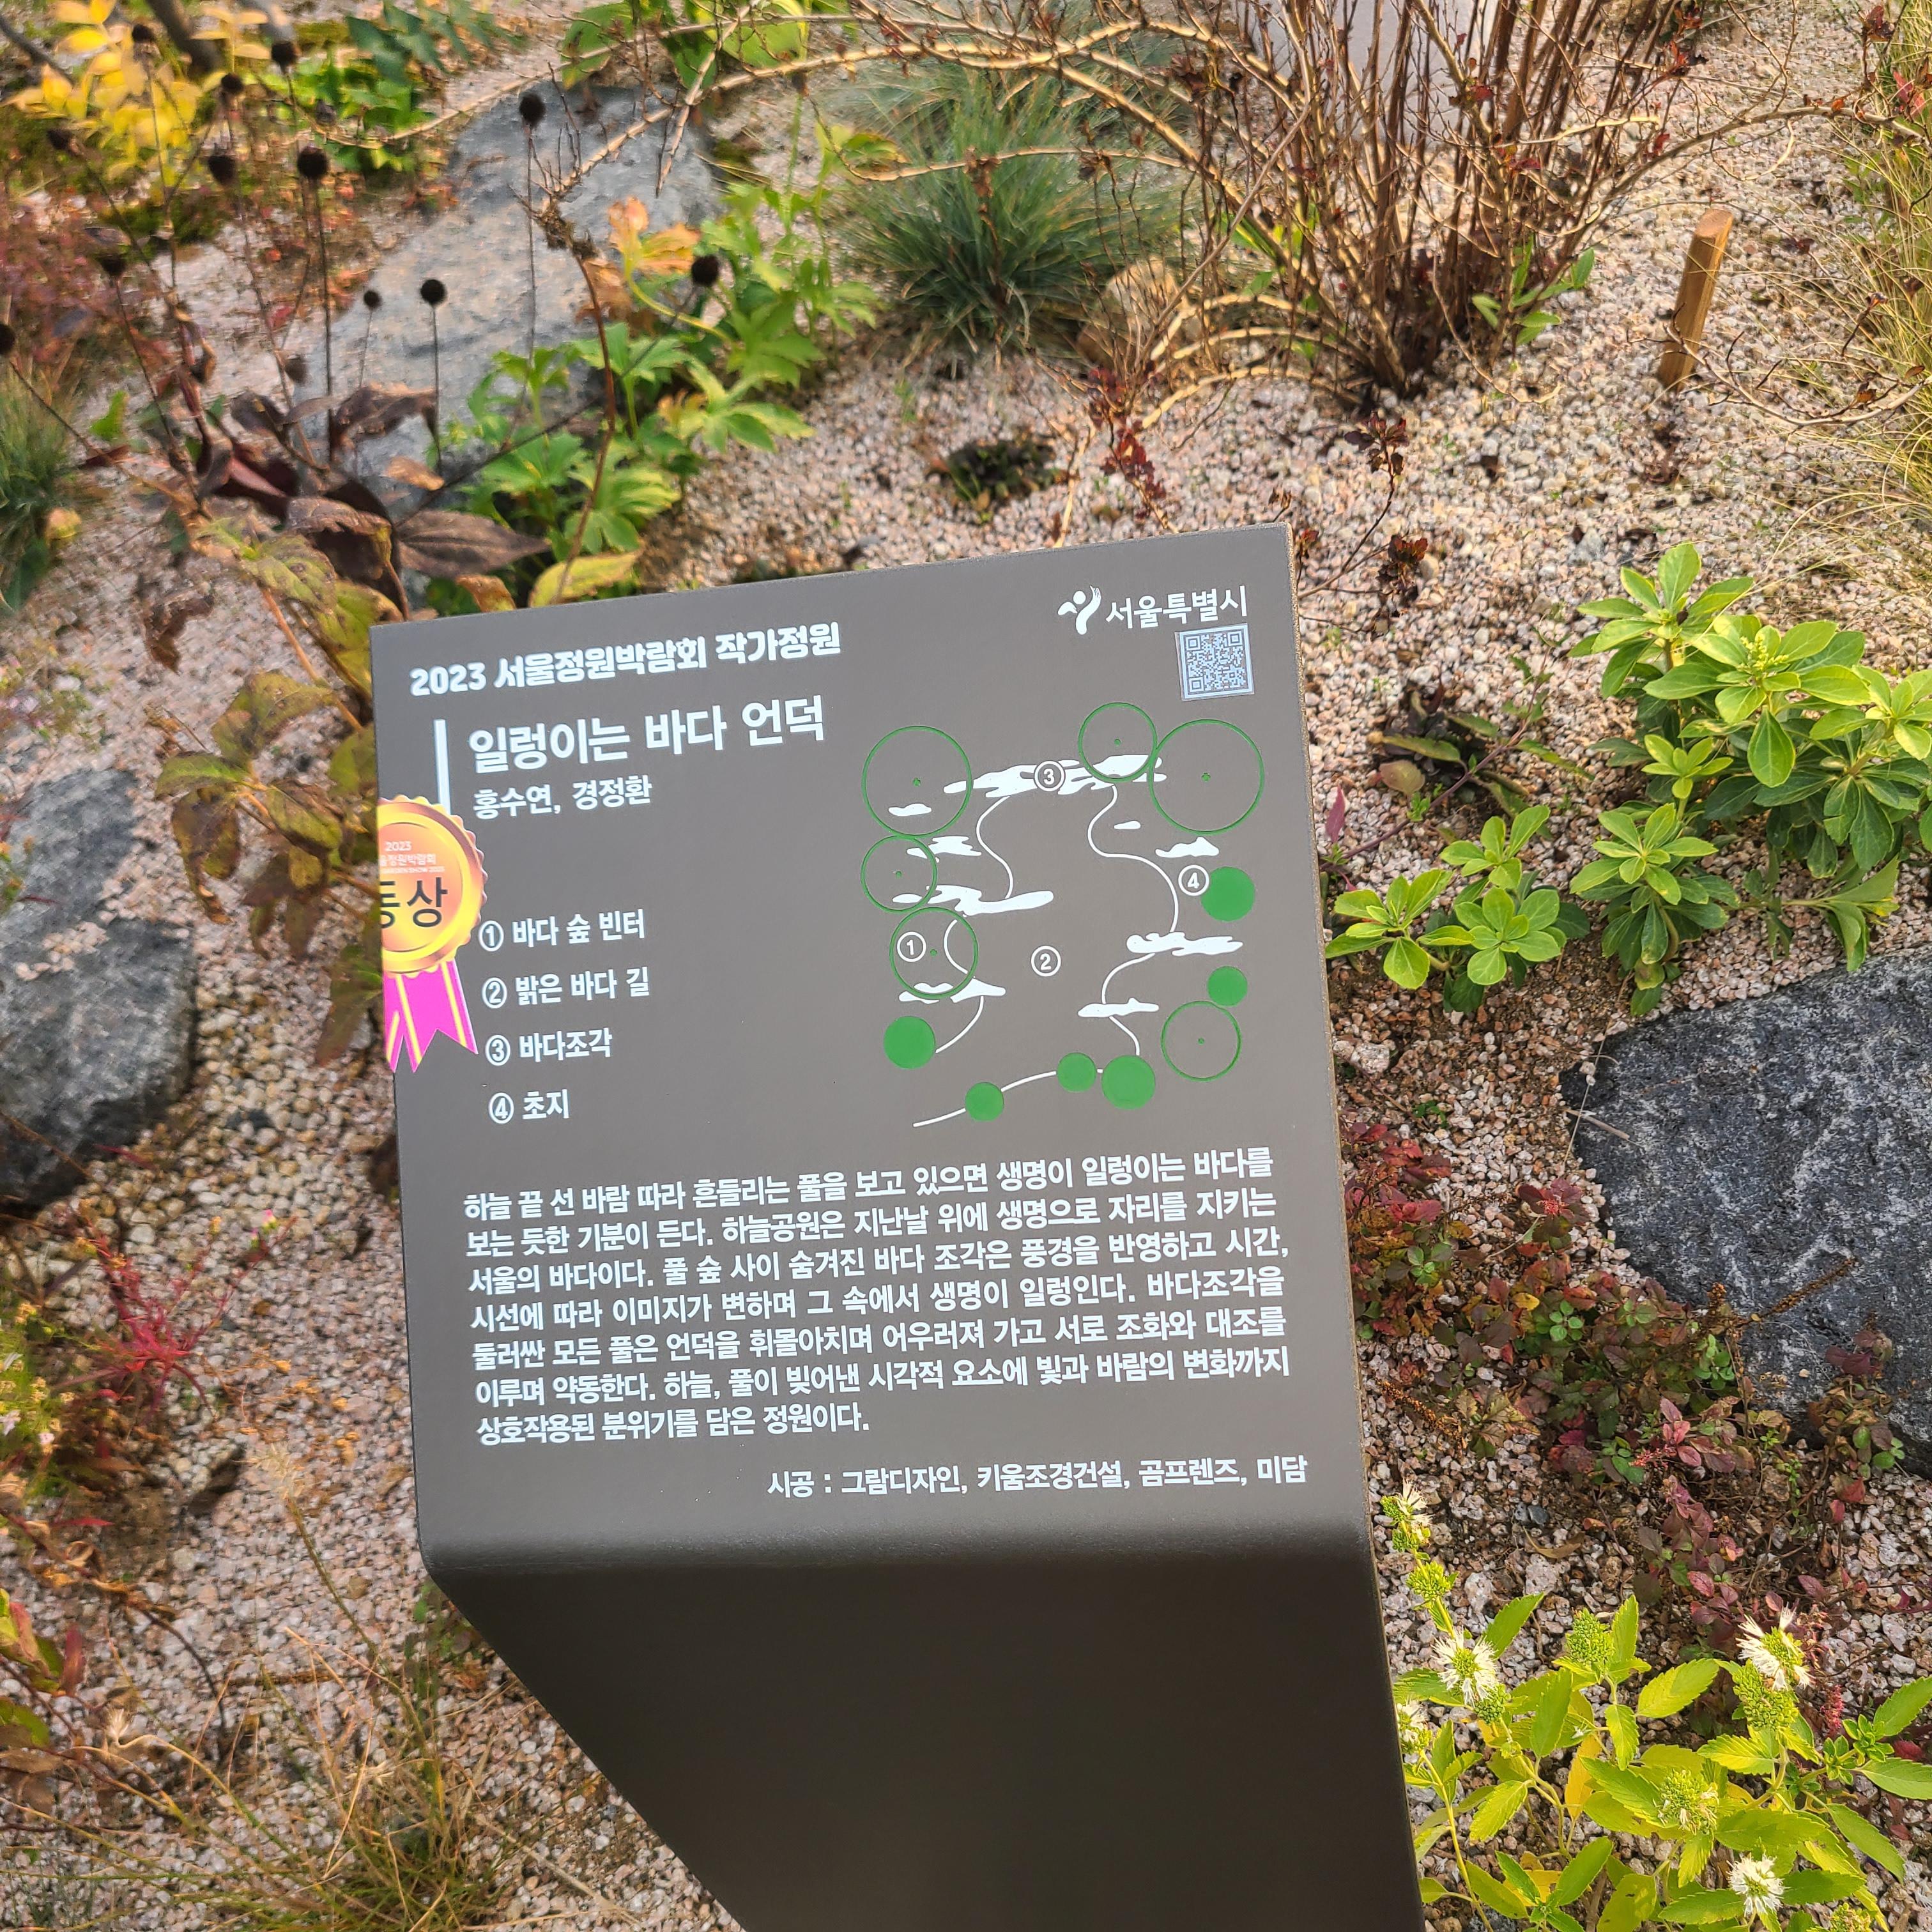 서울특별시
2023 서울정원박람회 작가정원
일렁이는 바다 언덕
홍수연, 경정환
2023
정원박람회
상
① 바다 숲 빈터
② 밝은 바다 길
③ 바다조각
④ 초지
③
④
①
②
하늘 끝 선 바람 따라 흔들리는 풀을 보고 있으면 생명이 일렁이는 바다를
보는 듯한 기분이 든다. 하늘공원은 지난날 위에 생명으로 자리를 지키는
서울의 바다이다. 풀 숲 사이 숨겨진 바다 조각은 풍경을 반영하고 시간,
시선에 따라 이미지가 변하며 그 속에서 생명이 일렁인다. 바다조각을
둘러싼 모든 풀은 언덕을 휘몰아치며 어우러져 가고 서로 조화와 대조를
이루며 약동한다. 하늘, 풀이 빚어낸 시각적 요소에 빛과 바람의 변화까지
상호작용된 분위기를 담은 정원이다.
시공 : 그람디자인, 키움조경건설, 곰프렌즈, 미담